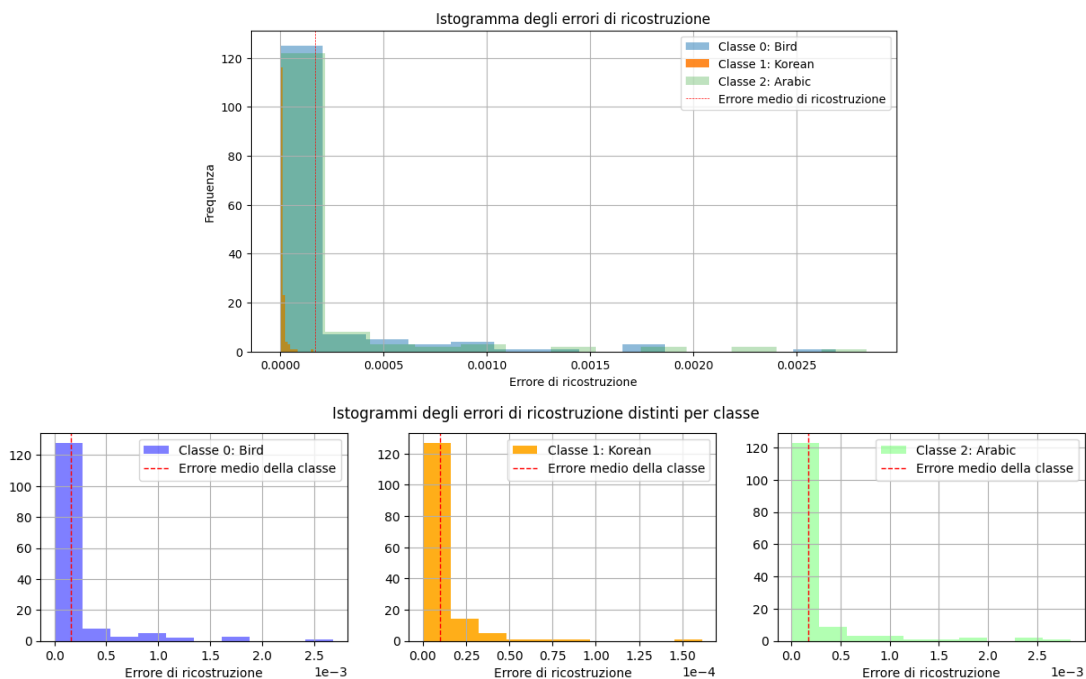 Istogramma degli errori di ricostruzione
Classe 0: Bird
Classe 1: Korean
Classe 2: Arabic
Errore medio di ricostruzione
Frequenza
120
100
80
60
40
20
0
0.0000 0.0005 0.0010 0.0015 0.0020 0.0025
Errore di ricostruzione
Istogrammi degli errori di ricostruzione distinti per classe
Classe 0: Bird
Errore medio della classe
120
100
80
60
40
20
0
0.0 0.5 1.0 1.5 2.0 2.5
1e−3
Errore di ricostruzione
Classe 1: Korean
Errore medio della classe
120
100
80
60
40
20
0
0.00 0.25 0.50 0.75 1.00 1.25 1.50
1e−4
Errore di ricostruzione
Classe 2: Arabic
Errore medio della classe
120
100
80
60
40
20
0
0.0 0.5 1.0 1.5 2.0 2.5
1e−3
Errore di ricostruzione